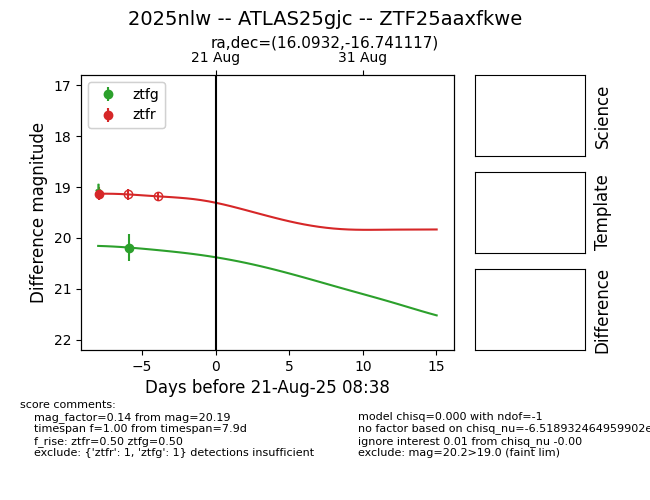 2025nlw -- ATLAS25gjc -- ZTF25aaxfkwe
ra,dec=(16.0932,-16.741117)
21 Aug
31 Aug
ztfg
ztfr
17
18
19
20
21
22
Difference magnitude
−5
0
5
10
15
Days before 21-Aug-25 08:38
Science
Template
Difference
score comments:
mag_factor=0.14 from mag=20.19
timespan f=1.00 from timespan=7.9d
f_rise: ztfr=0.50 ztfg=0.50
exclude: {'ztfr': 1, 'ztfg': 1} detections insufficient
model chisq=0.000 with ndof=-1
no factor based on chisq_nu=-6.518932464959902e
ignore interest 0.01 from chisq_nu -0.00
exclude: mag=20.2>19.0 (faint lim)